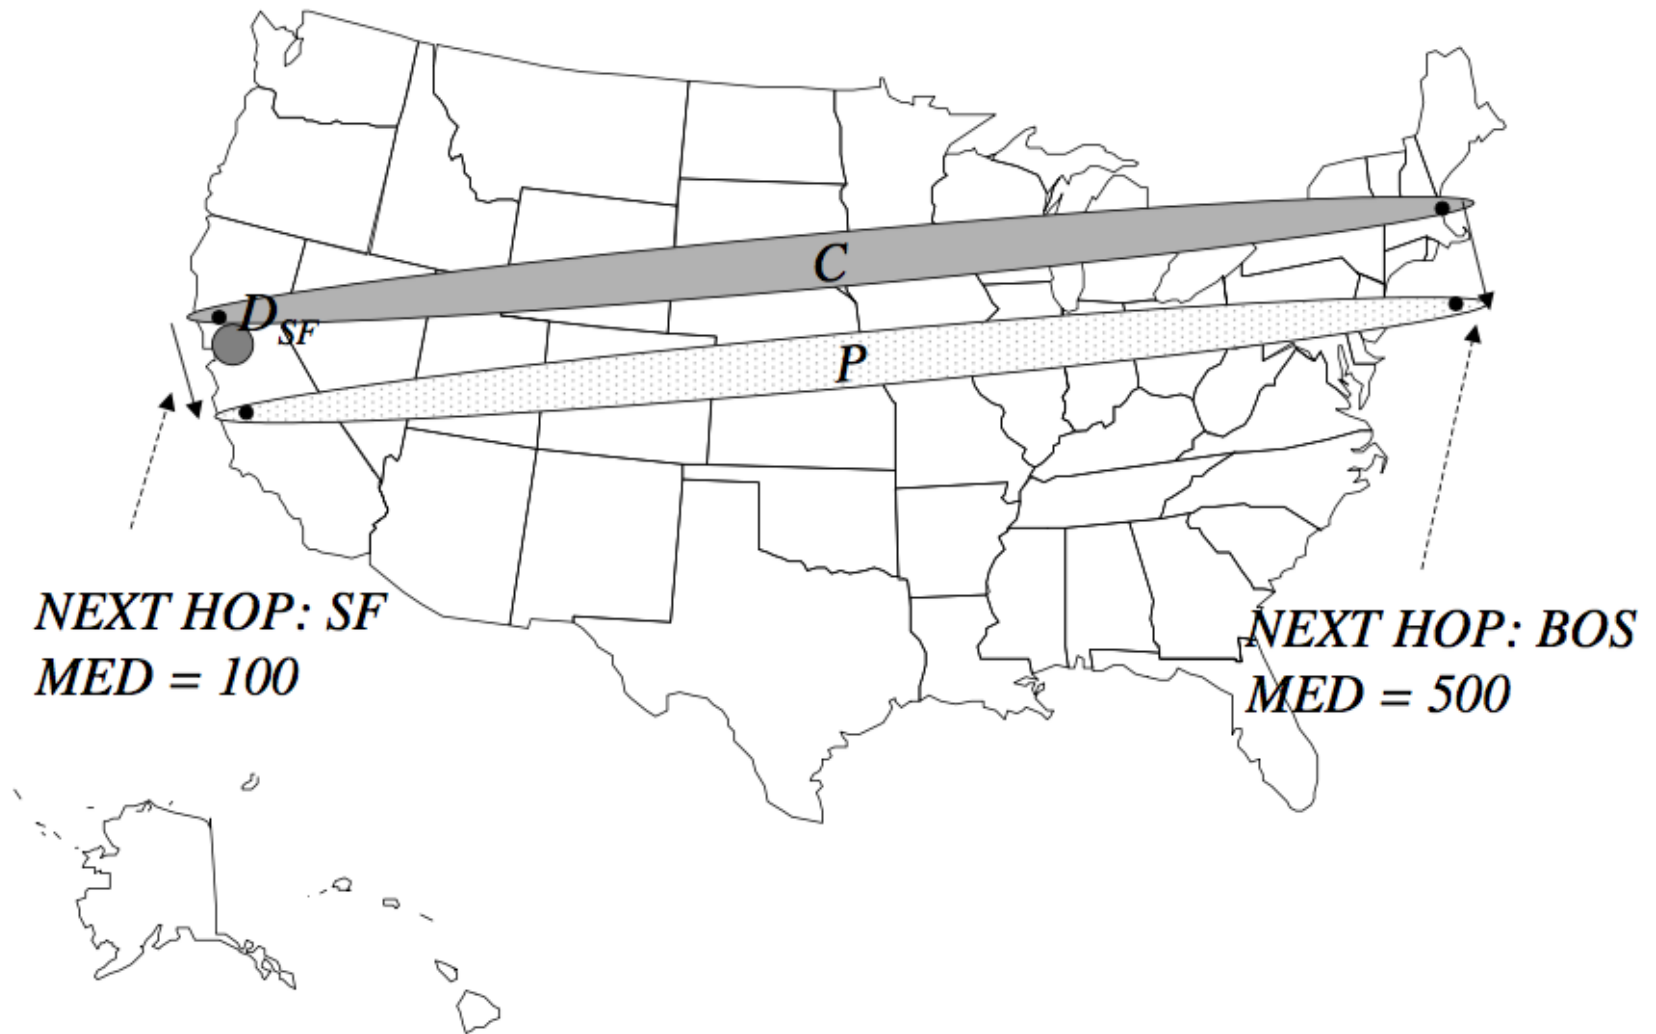 C
D_SF
P
NEXT HOP: SF
MED = 100
NEXT HOP: BOS
MED = 500